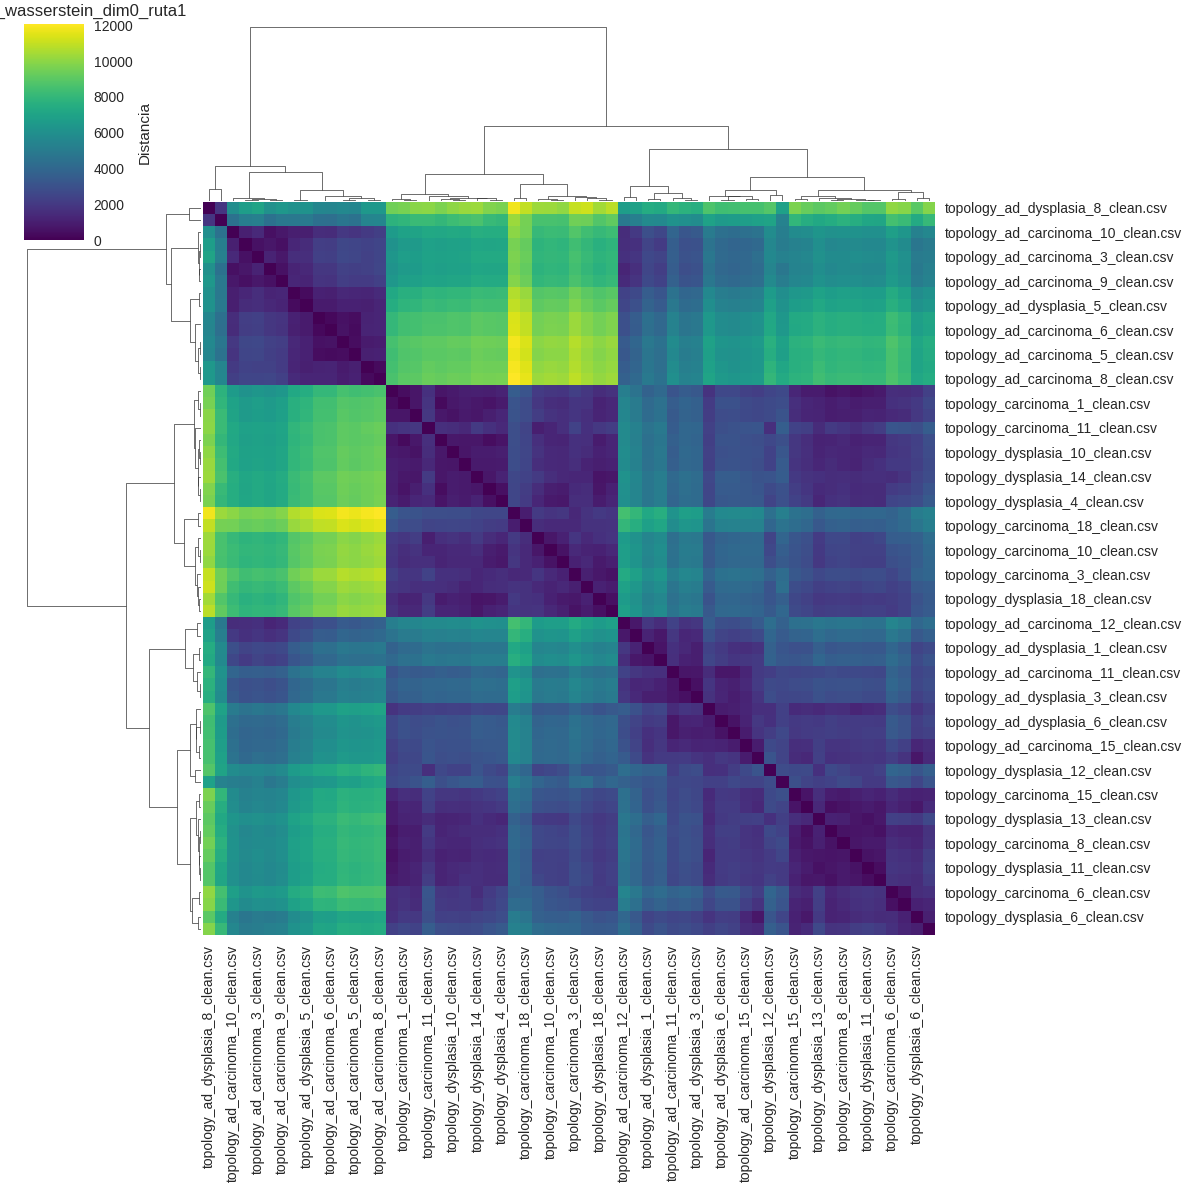 _wasserstein_dim0_ruta1
12000
10000
8000
6000
4000
2000
0
Distancia
topology_ad_dysplasia_8_clean.csv
topology_ad_carcinoma_10_clean.csv
topology_ad_carcinoma_3_clean.csv
topology_ad_carcinoma_9_clean.csv
topology_ad_dysplasia_5_clean.csv
topology_ad_carcinoma_6_clean.csv
topology_ad_carcinoma_5_clean.csv
topology_ad_carcinoma_8_clean.csv
topology_carcinoma_1_clean.csv
topology_carcinoma_11_clean.csv
topology_dysplasia_10_clean.csv
topology_dysplasia_14_clean.csv
topology_dysplasia_4_clean.csv
topology_carcinoma_18_clean.csv
topology_carcinoma_10_clean.csv
topology_carcinoma_3_clean.csv
topology_dysplasia_18_clean.csv
topology_ad_carcinoma_12_clean.csv
topology_ad_dysplasia_1_clean.csv
topology_ad_carcinoma_11_clean.csv
topology_ad_dysplasia_3_clean.csv
topology_ad_dysplasia_6_clean.csv
topology_ad_carcinoma_15_clean.csv
topology_dysplasia_12_clean.csv
topology_carcinoma_15_clean.csv
topology_dysplasia_13_clean.csv
topology_carcinoma_8_clean.csv
topology_dysplasia_11_clean.csv
topology_carcinoma_6_clean.csv
topology_dysplasia_6_clean.csv
topology_ad_dysplasia_8_clean.csv
topology_ad_carcinoma_10_clean.csv
topology_ad_carcinoma_3_clean.csv
topology_ad_carcinoma_9_clean.csv
topology_ad_dysplasia_5_clean.csv
topology_ad_carcinoma_6_clean.csv
topology_ad_carcinoma_5_clean.csv
topology_ad_carcinoma_8_clean.csv
topology_carcinoma_1_clean.csv
topology_carcinoma_11_clean.csv
topology_dysplasia_10_clean.csv
topology_dysplasia_14_clean.csv
topology_dysplasia_4_clean.csv
topology_carcinoma_18_clean.csv
topology_carcinoma_10_clean.csv
topology_carcinoma_3_clean.csv
topology_dysplasia_18_clean.csv
topology_ad_carcinoma_12_clean.csv
topology_ad_dysplasia_1_clean.csv
topology_ad_carcinoma_11_clean.csv
topology_ad_dysplasia_3_clean.csv
topology_ad_dysplasia_6_clean.csv
topology_ad_carcinoma_15_clean.csv
topology_dysplasia_12_clean.csv
topology_carcinoma_15_clean.csv
topology_dysplasia_13_clean.csv
topology_carcinoma_8_clean.csv
topology_dysplasia_11_clean.csv
topology_carcinoma_6_clean.csv
topology_dysplasia_6_clean.csv